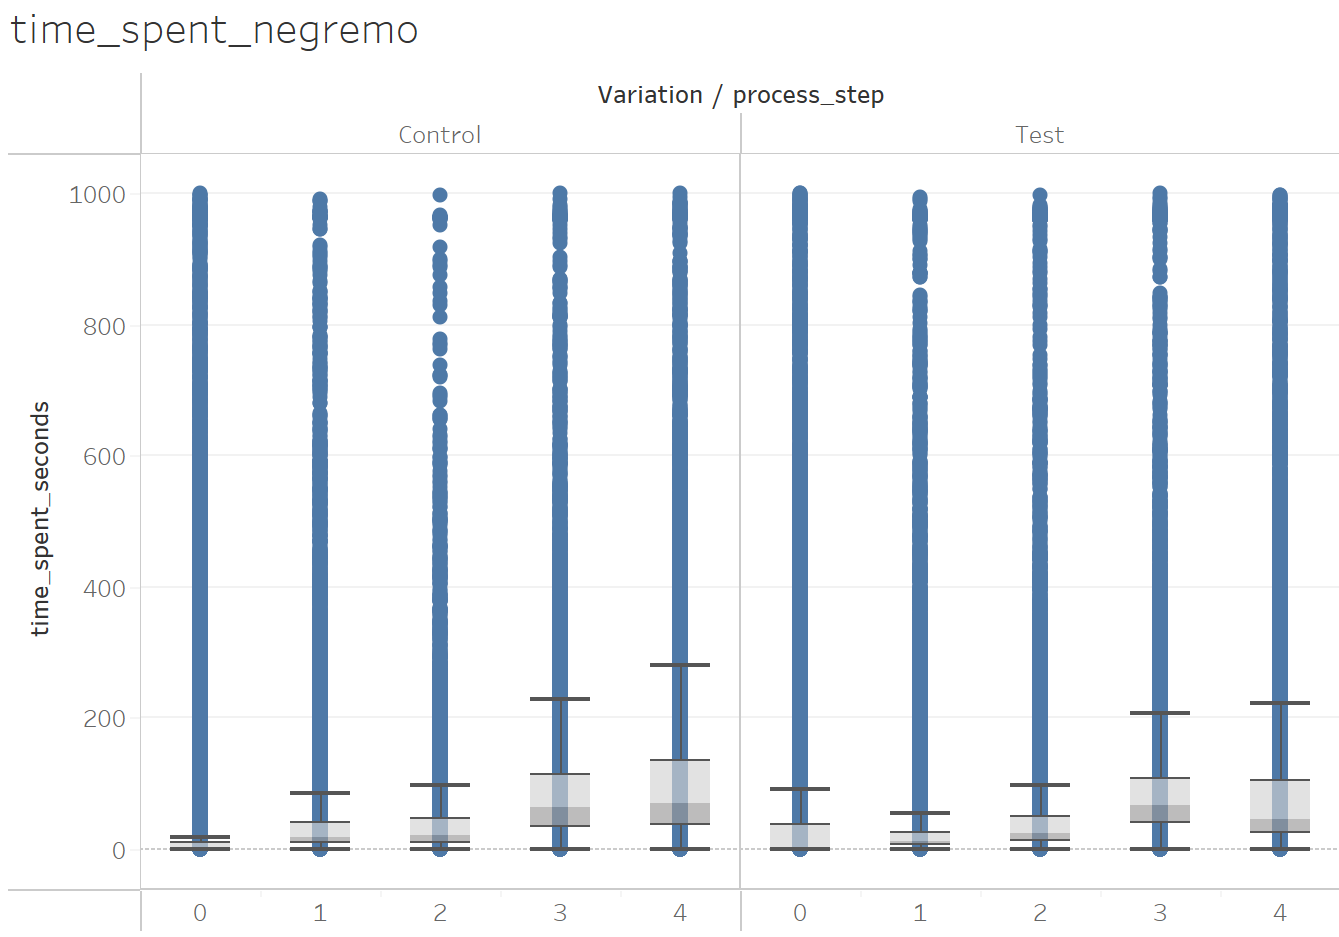 time_spent_negremo
Variation / process_step
Control Test
1000
800
600
400
200
0
time_spent_seconds
0 1 2 3 4 0 1 2 3 4